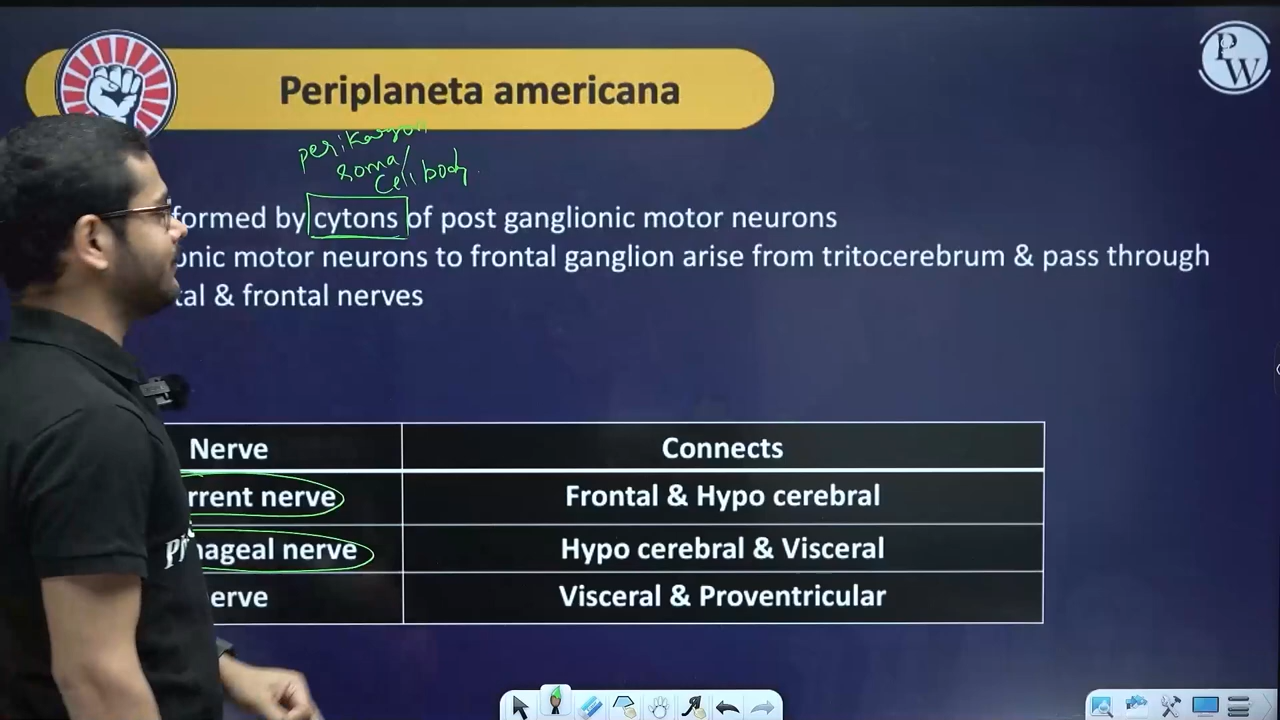 PW
Periplaneta americana
perikaryon
soma/
Cell body
formed by cytons of post ganglionic motor neurons
onic motor neurons to frontal ganglion arise from tritocerebrum & pass through
tal & frontal nerves
Nerve Connects
rrent nerve Frontal & Hypo cerebral
ageal nerve Hypo cerebral & Visceral
erve Visceral & Proventricular